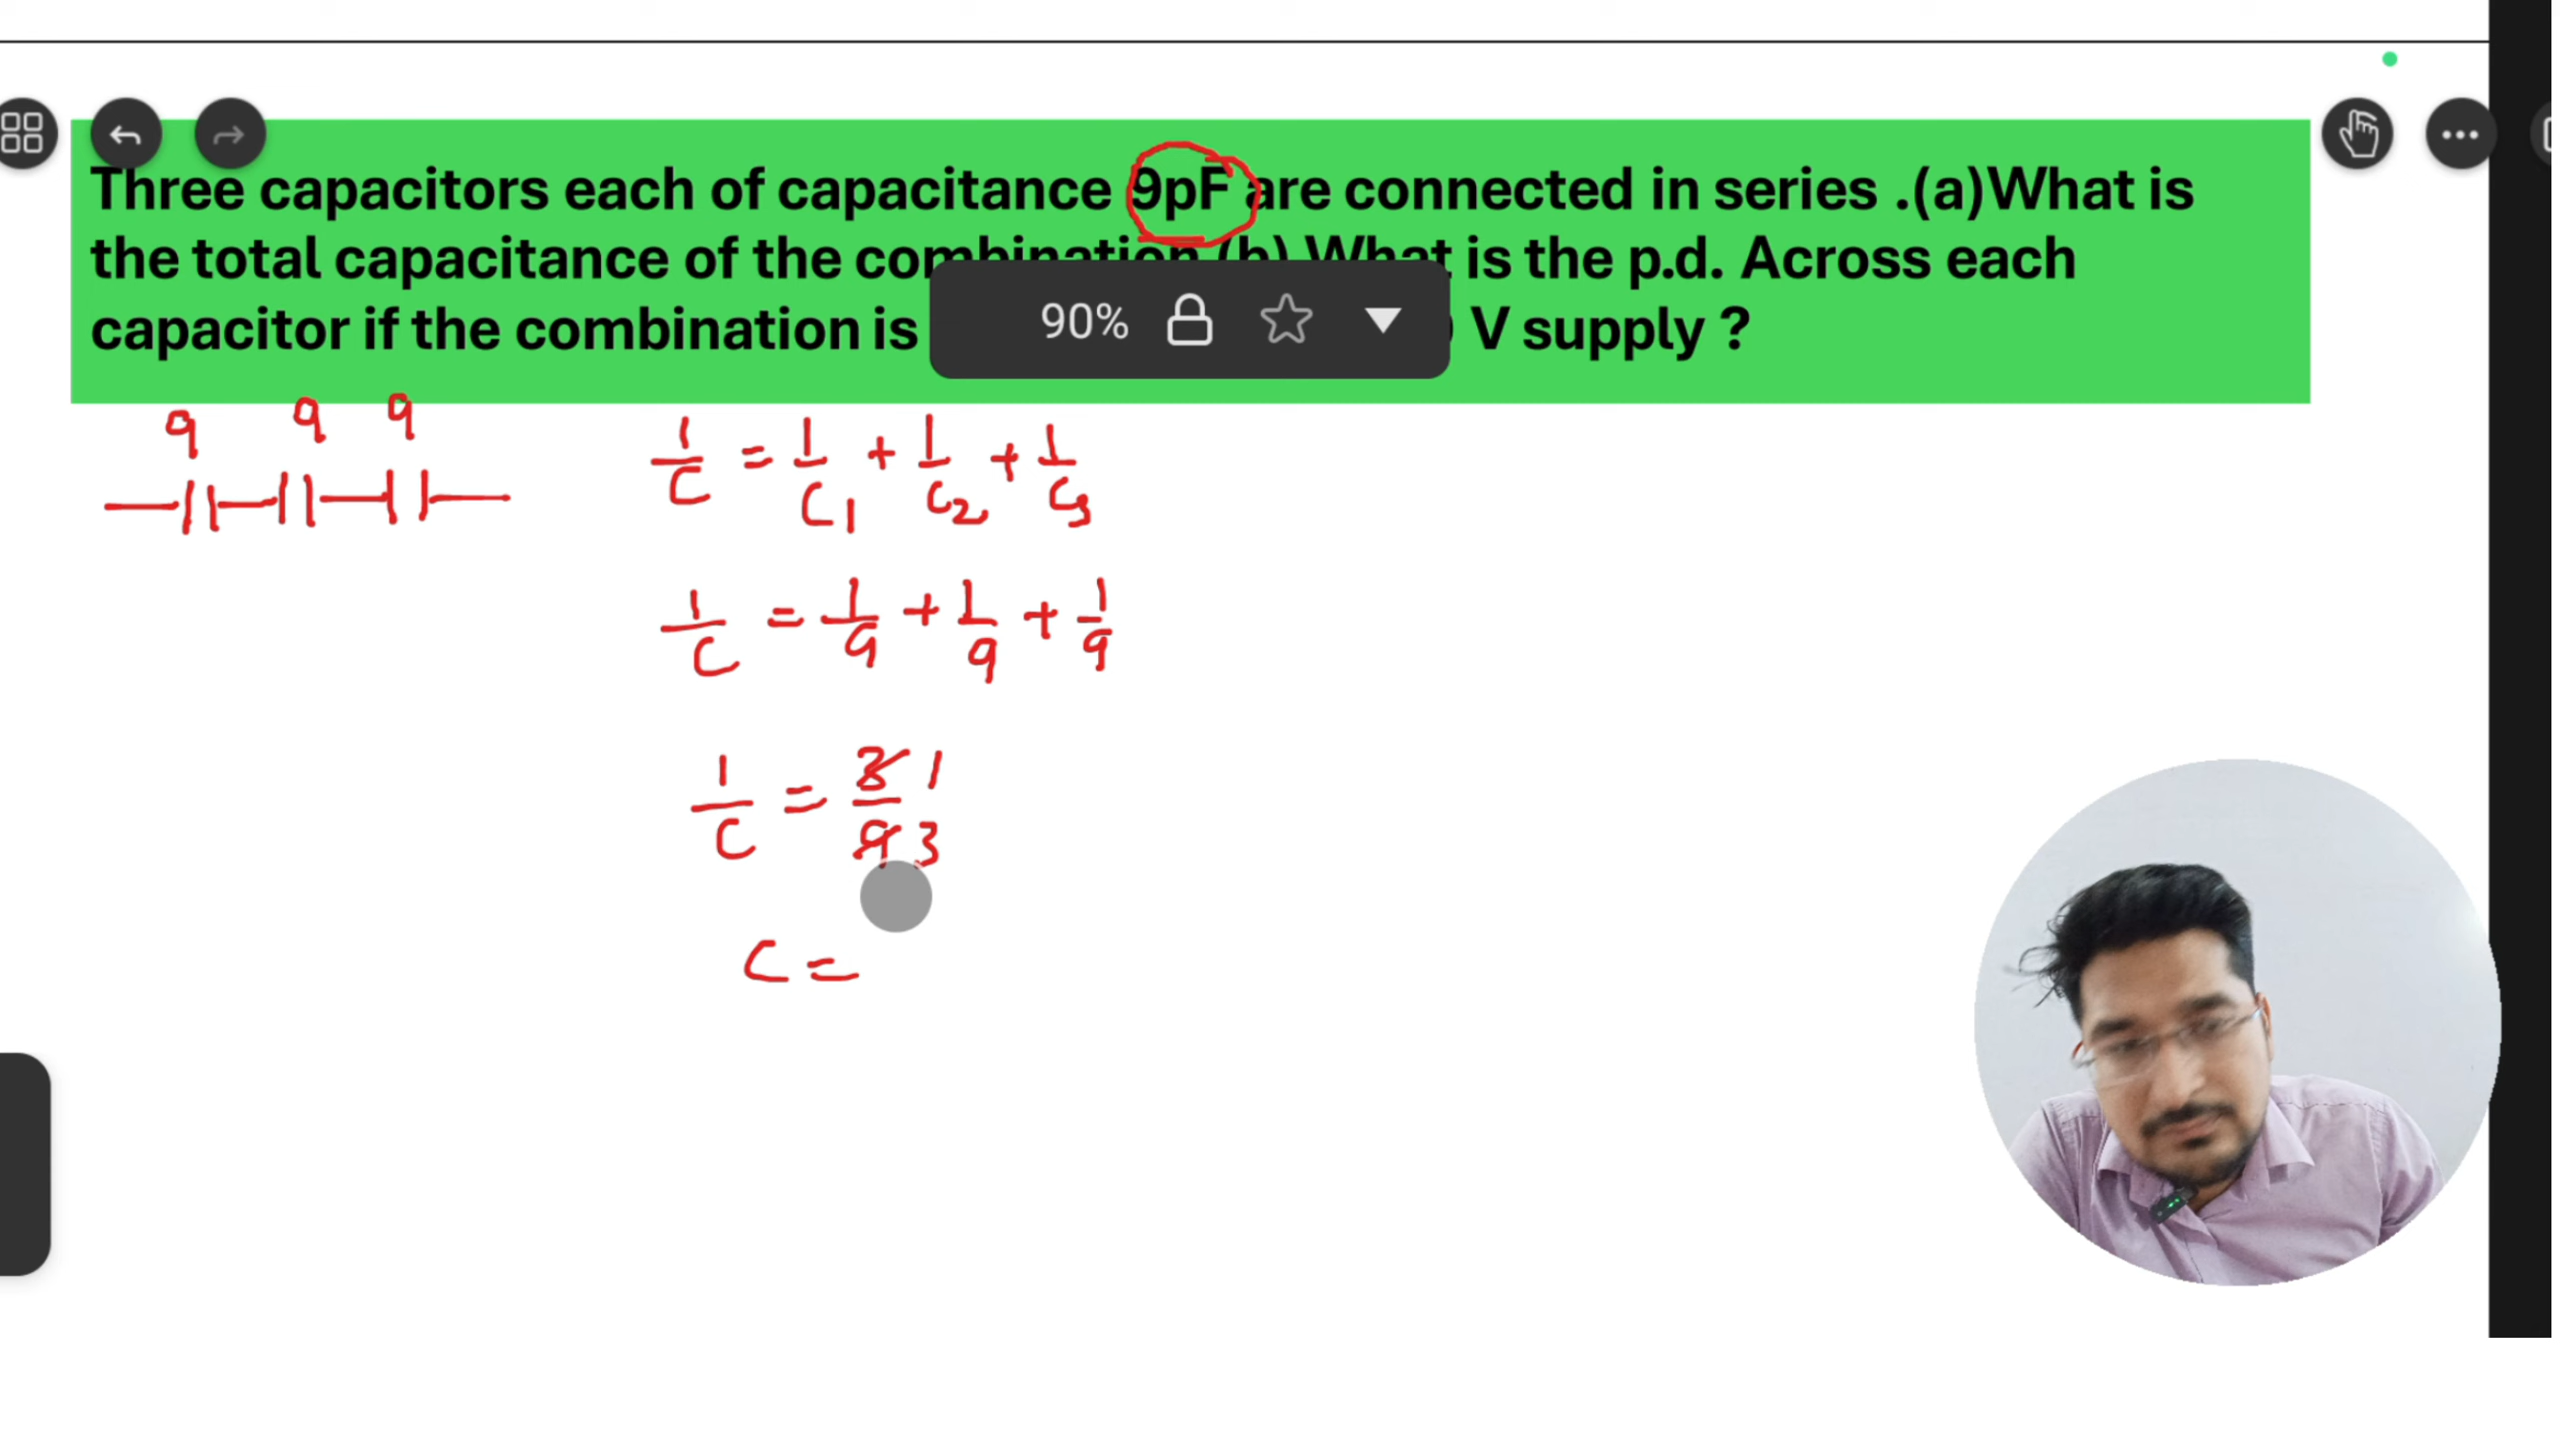 Three capacitors each of capacitance 9pF are connected in series .(a)What is
the total capacitance of the combination (b) What is the p.d. Across each
capacitor if the combination is V supply ?
90%
9 9 9
1/C = 1/C1 + 1/C2 + 1/C3
1/C = 1/9 + 1/9 + 1/9
1/C = 3/9 1/3
C =